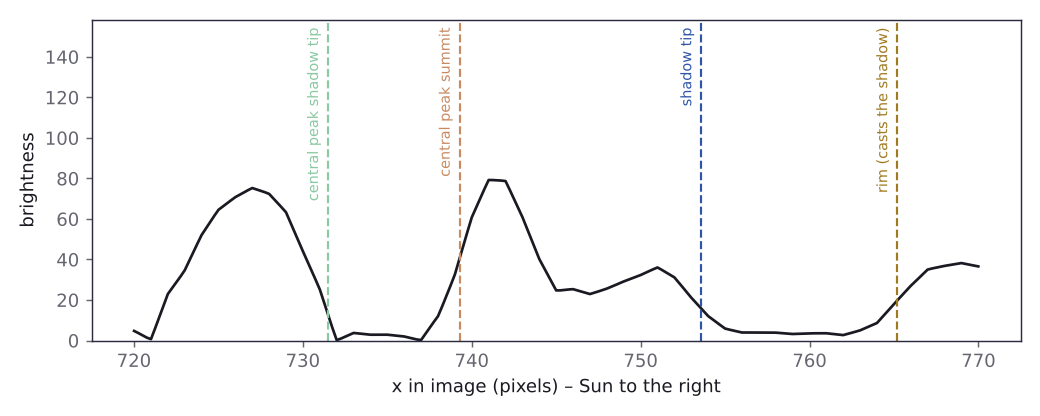 central peak shadow tip
central peak summit
shadow tip
rim (casts the shadow)
brightness
140
120
100
80
60
40
20
0
720
730
740
750
760
770
x in image (pixels) – Sun to the right